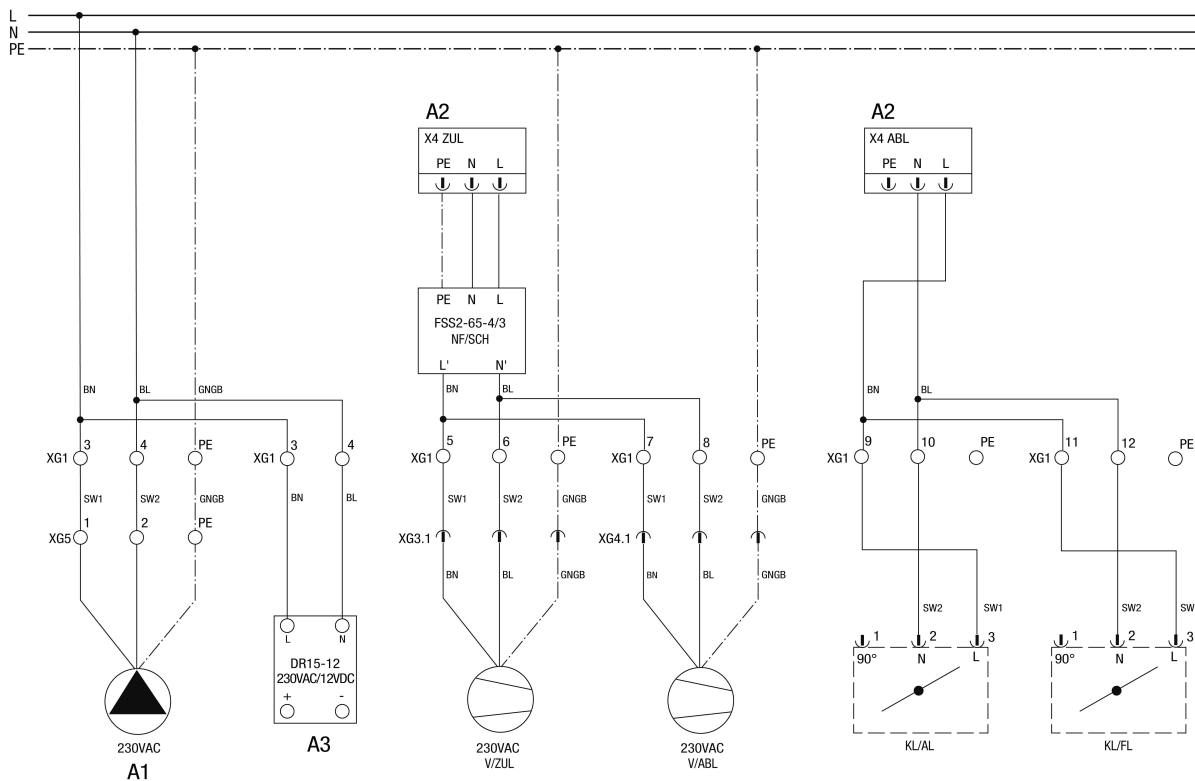 L
N
PE
A2
A2
X4 ZUL
X4 ABL
PE N L
PE N L
PE N L
FSS2-65-4/3
NF/SCH
L' N'
BN BL GNGB BN BL BN BL
3 4 PE 3 4 5 6 PE 7 8 PE 9 10 PE 11 12 PE
XG1 XG1 XG1 XG1 XG1 XG1
SW1 SW2 GNGB BN BL SW1 SW2 GNGB SW1 SW2 GNGB
1 2 PE
XG5 XG3.1 XG4.1
BN BL GNGB BN BL GNGB
SW2 SW1 SW2 SW
L N
1 2 3 1 2 3
90° N L 90° N L
DR15-12
230VAC/12VDC
+ -
230VAC
A1
A3
230VAC
V/ZUL
230VAC
V/ABL
KL/AL
KL/FL